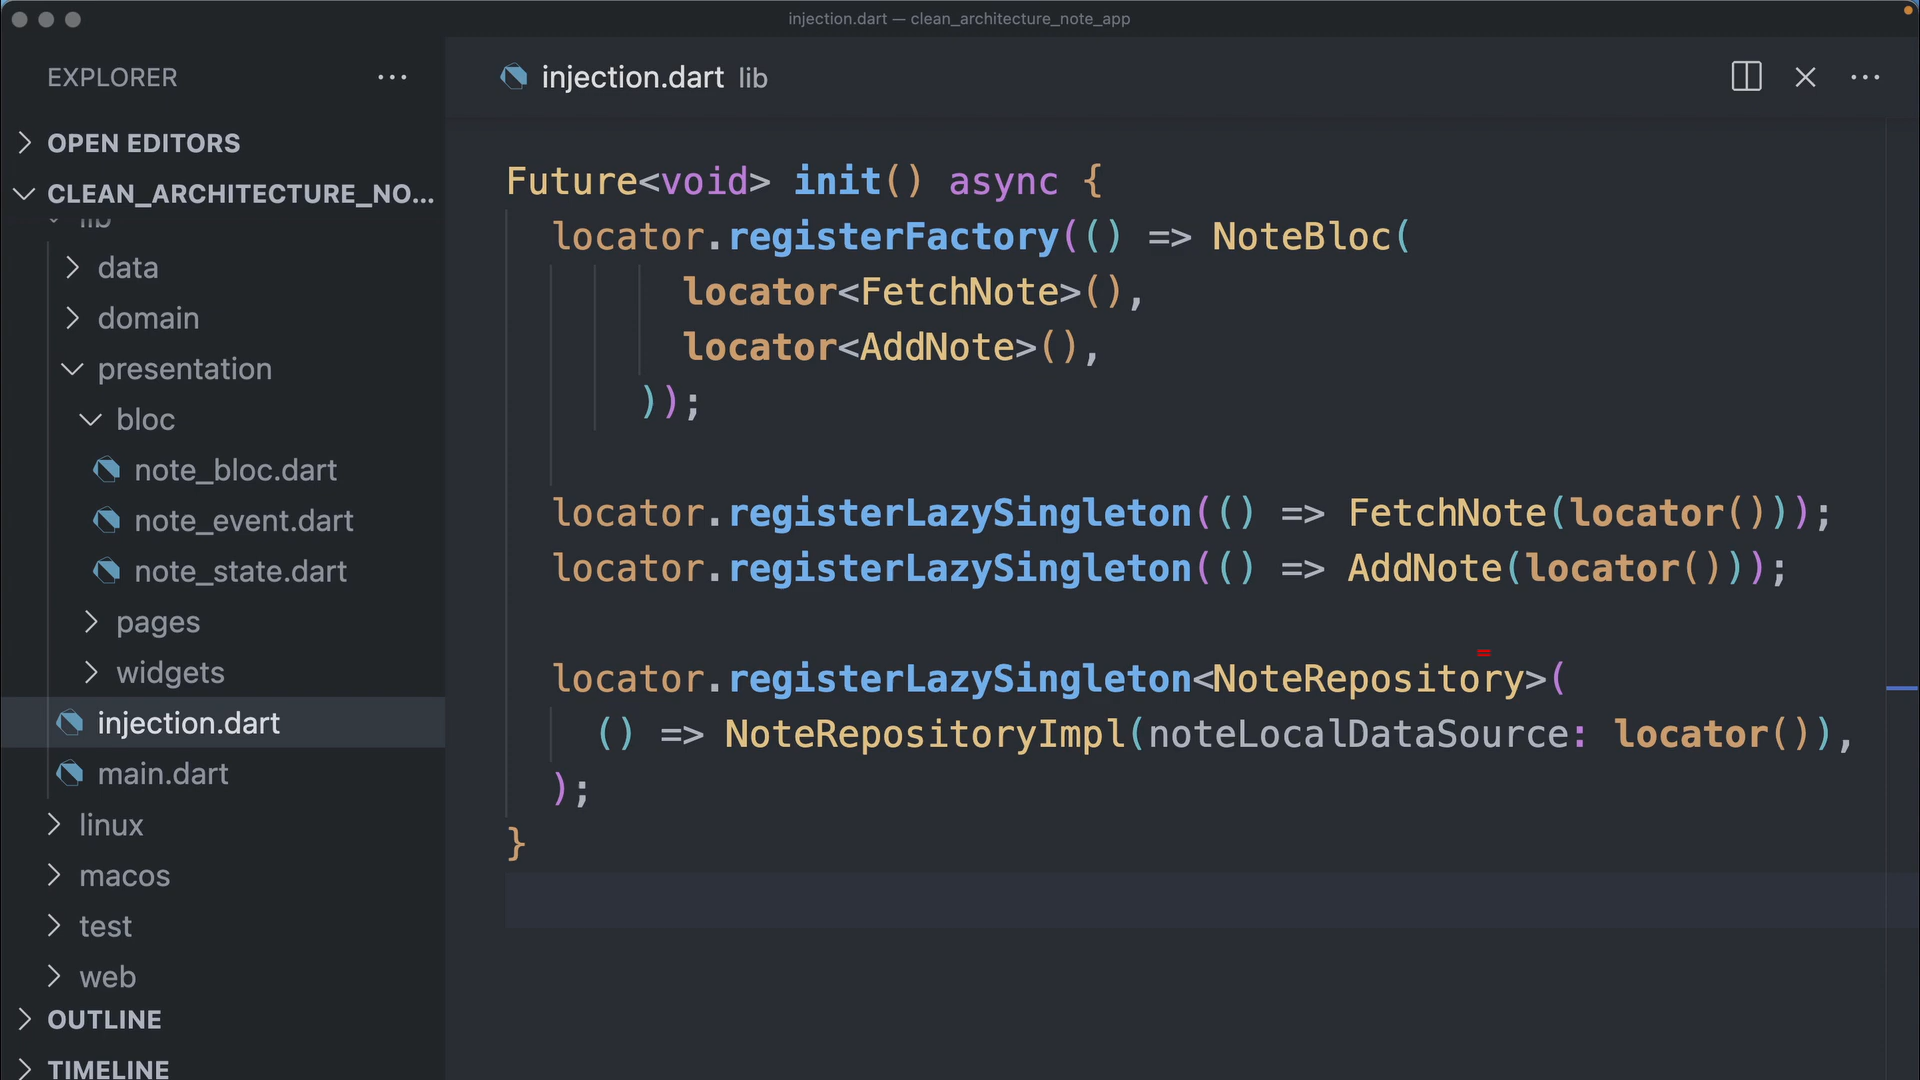 injection.dart — clean_architecture_note_app
EXPLORER
OPEN EDITORS
CLEAN_ARCHITECTURE_NO...
lib
data
domain
presentation
bloc
note_bloc.dart
note_event.dart
note_state.dart
pages
widgets
injection.dart
main.dart
linux
macos
test
web
OUTLINE
TIMELINE
injection.dart lib
Future<void> init() async {
locator.registerFactory(() => NoteBloc(
locator<FetchNote>(),
locator<AddNote>(),
));
locator.registerLazySingleton(() => FetchNote(locator()));
locator.registerLazySingleton(() => AddNote(locator()));
locator.registerLazySingleton<NoteRepository>(
() => NoteRepositoryImpl(noteLocalDataSource: locator()),
);
}